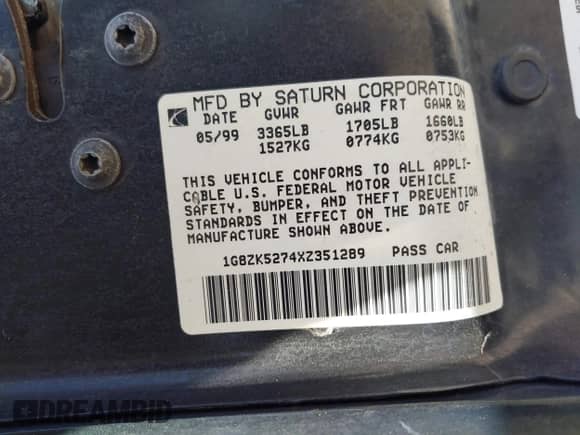 MFD BY SATURN CORPORATION
DATE GVWR GAWR FRT GAWR RR
05/99 3365LB 1705LB 1660LB
1527KG 0774KG 0753KG
THIS VEHICLE CONFORMS TO ALL APPLI-
CABLE U.S. FEDERAL MOTOR VEHICLE
SAFETY, BUMPER, AND THEFT PREVENTION
STANDARDS IN EFFECT ON THE DATE OF
MANUFACTURE SHOWN ABOVE.
1G8ZK5274XZ351289 PASS CAR
DREAMBID